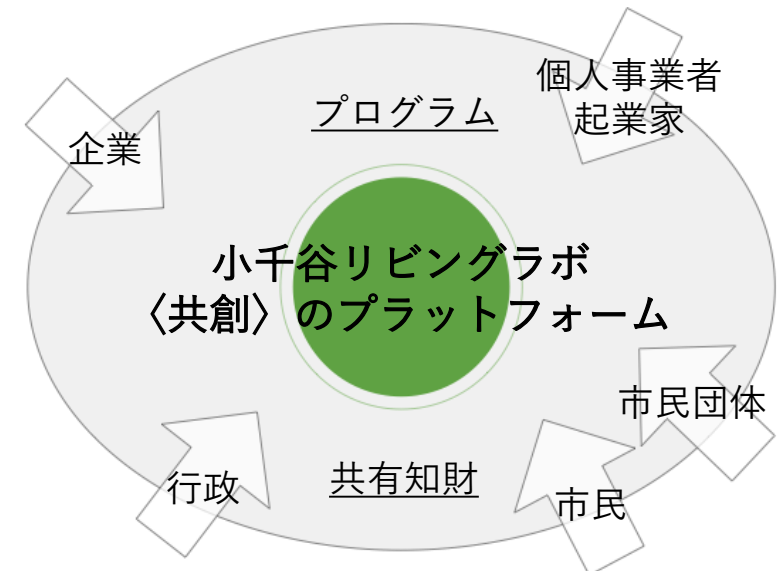 個人事業者
起業家
プログラム
企業
小千谷リビングラボ
〈共創〉のプラットフォーム
市民団体
共有知財
行政
市民